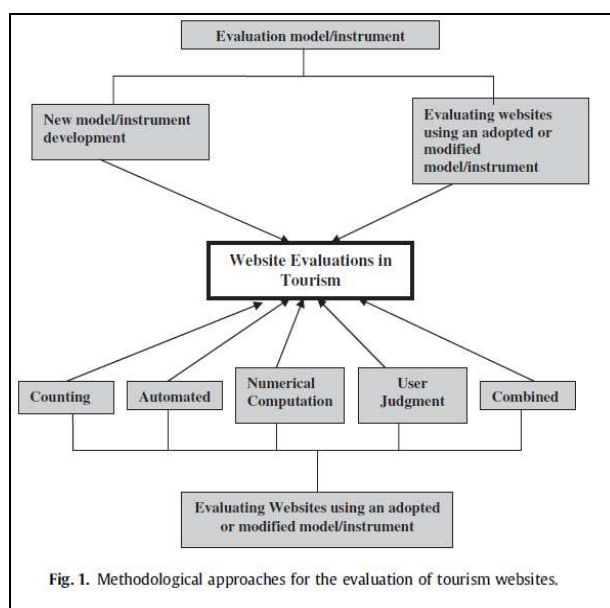 Evaluation model/instrument
New model/instrument
development
Evaluating websites
using an adopted or
modified
model/instrument
Website Evaluations in
Tourism
Counting
Automated
Numerical
Computation
User
Judgment
Combined
Evaluating Websites using an adopted
or modified model/instrument
Fig. 1. Methodological approaches for the evaluation of tourism websites.